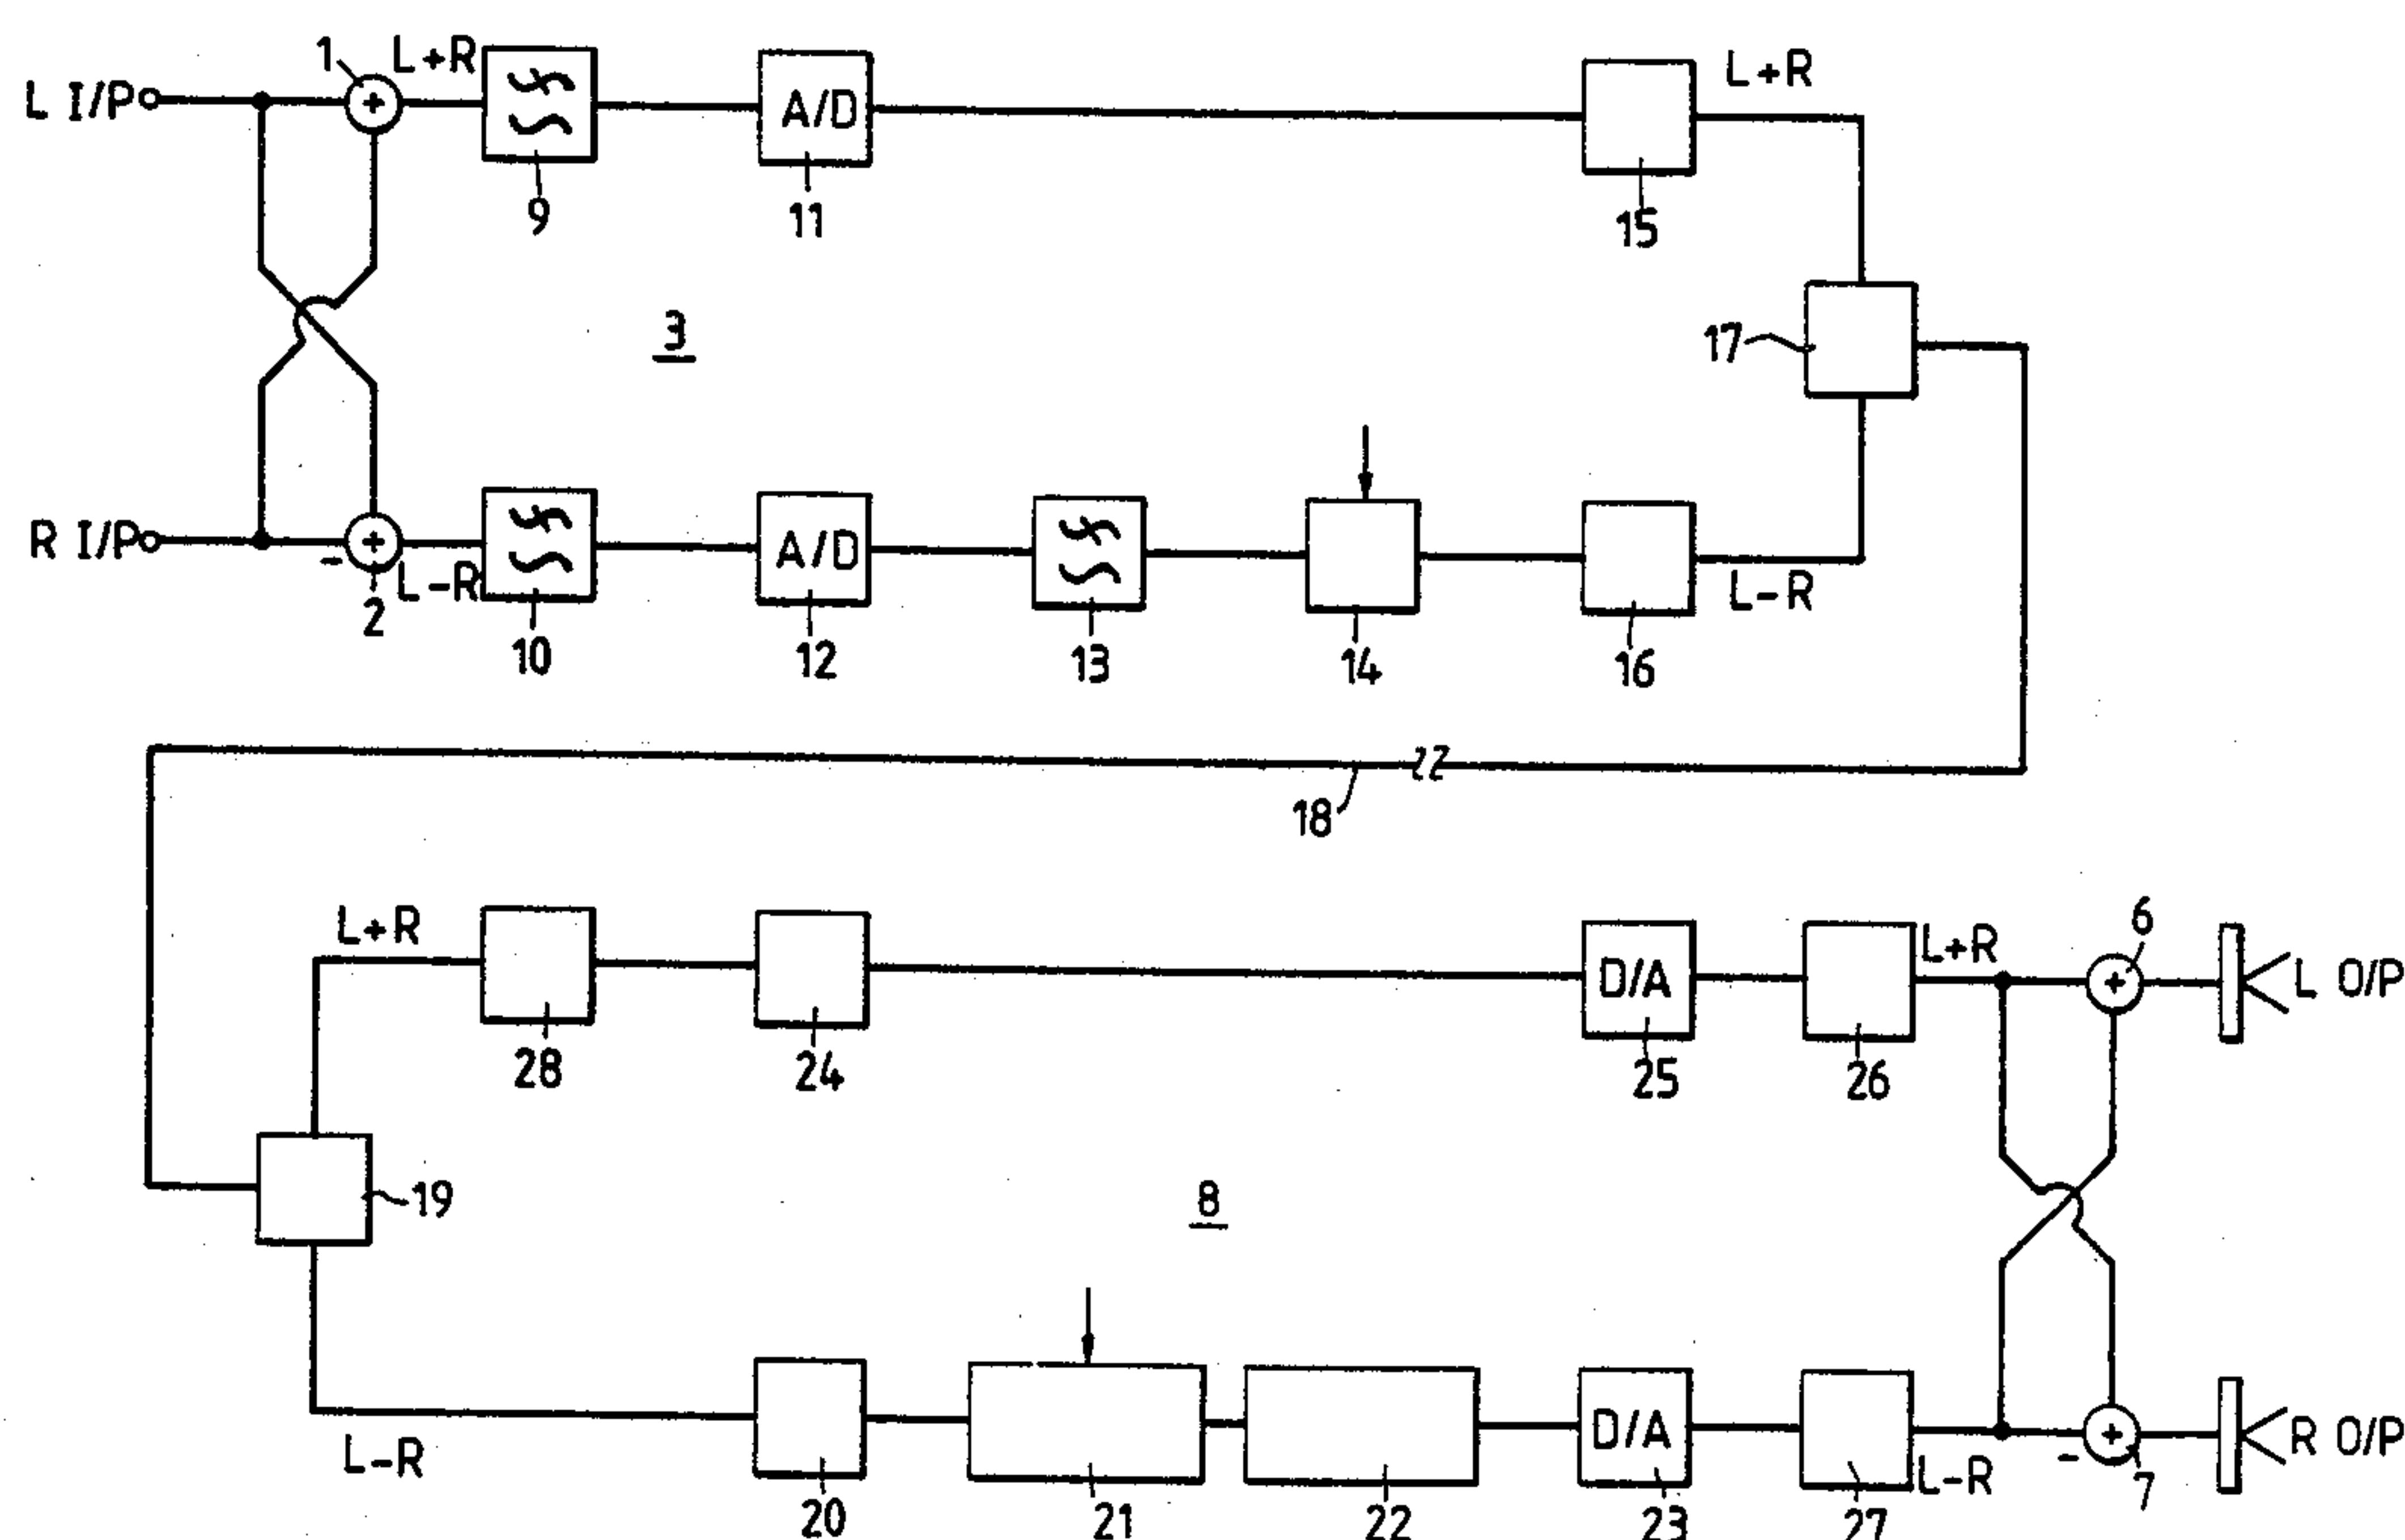 1 L+R
L I/P + A/D L+R
9 11 15
3 17
R I/P - + A/D
2 L-R L-R
10 12 13 14 16
18
L+R L+R 6
D/A + L O/P
28 24 25 26
19 8
D/A + R O/P
L-R L-R - 7
20 21 22 23 27